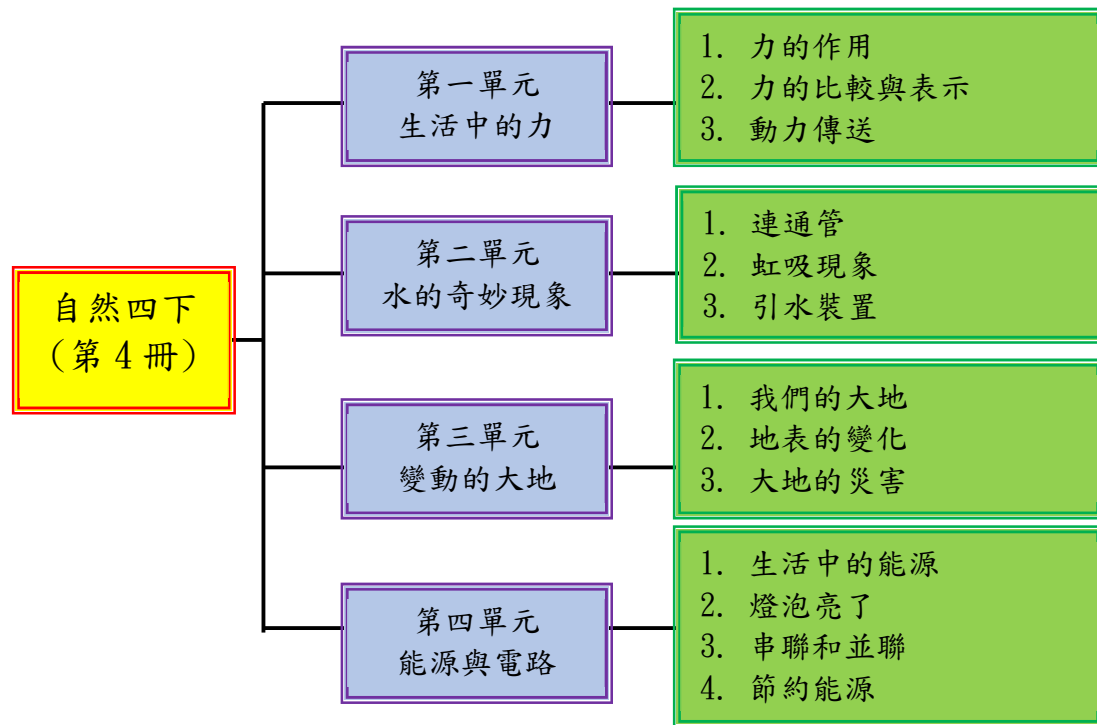 自然四下
(第4冊)
第一單元
生活中的力
1. 力的作用
2. 力的比較與表示
3. 動力傳送
第二單元
水的奇妙現象
1. 連通管
2. 虹吸現象
3. 引水裝置
第三單元
變動的大地
1. 我們的大地
2. 地表的變化
3. 大地的災害
第四單元
能源與電路
1. 生活中的能源
2. 燈泡亮了
3. 串聯和並聯
4. 節約能源